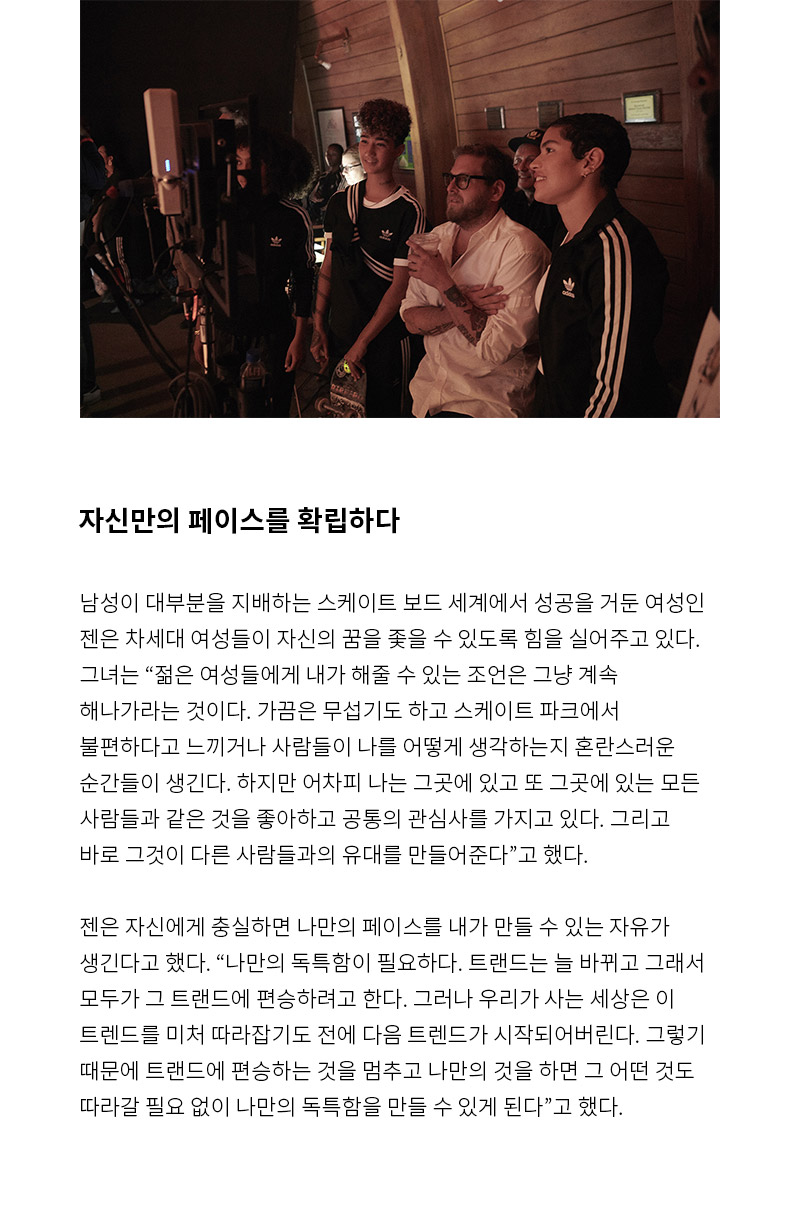 adidas
자신만의 페이스를 확립하다
남성이 대부분을 지배하는 스케이트 보드 세계에서 성공을 거둔 여성인
젠은 차세대 여성들이 자신의 꿈을 좇을 수 있도록 힘을 실어주고 있다.
그녀는 “젊은 여성들에게 내가 해줄 수 있는 조언은 그냥 계속
해나가라는 것이다. 가끔은 무섭기도 하고 스케이트 파크에서
불편하다고 느끼거나 사람들이 나를 어떻게 생각하는지 혼란스러운
순간들이 생긴다. 하지만 어차피 나는 그곳에 있고 또 그곳에 있는 모든
사람들과 같은 것을 좋아하고 공통의 관심사를 가지고 있다. 그리고
바로 그것이 다른 사람들과의 유대를 만들어준다”고 했다.
젠은 자신에게 충실하면 나만의 페이스를 내가 만들 수 있는 자유가
생긴다고 했다. “나만의 독특함이 필요하다. 트랜드는 늘 바뀌고 그래서
모두가 그 트랜드에 편승하려고 한다. 그러나 우리가 사는 세상은 이
트렌드를 미처 따라잡기도 전에 다음 트렌드가 시작되어버린다. 그렇기
때문에 트랜드에 편승하는 것을 멈추고 나만의 것을 하면 그 어떤 것도
따라갈 필요 없이 나만의 독특함을 만들 수 있게 된다”고 했다.